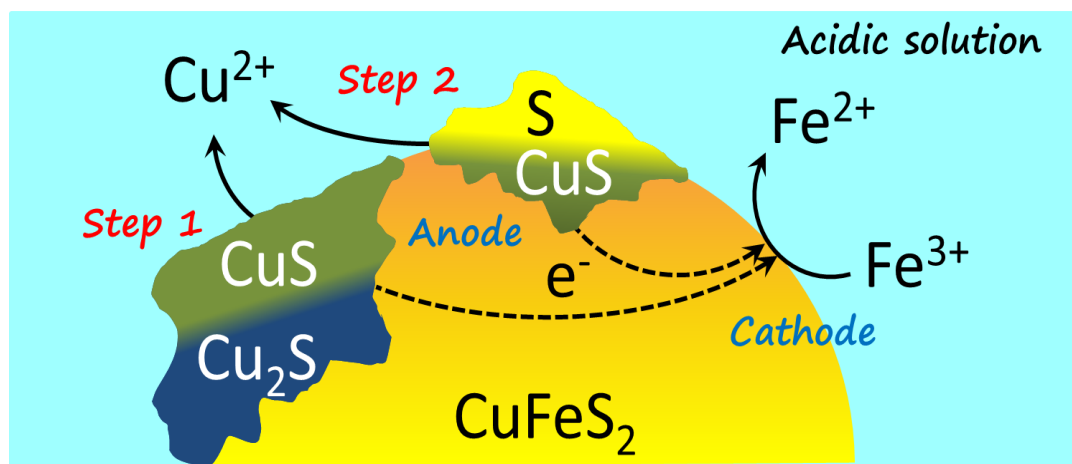 Acidic solution
Cu²⁺
Step 2
S
CuS
Fe²⁺
Step 1
Anode
CuS
e⁻
Fe³⁺
Cathode
Cu₂S
CuFeS₂